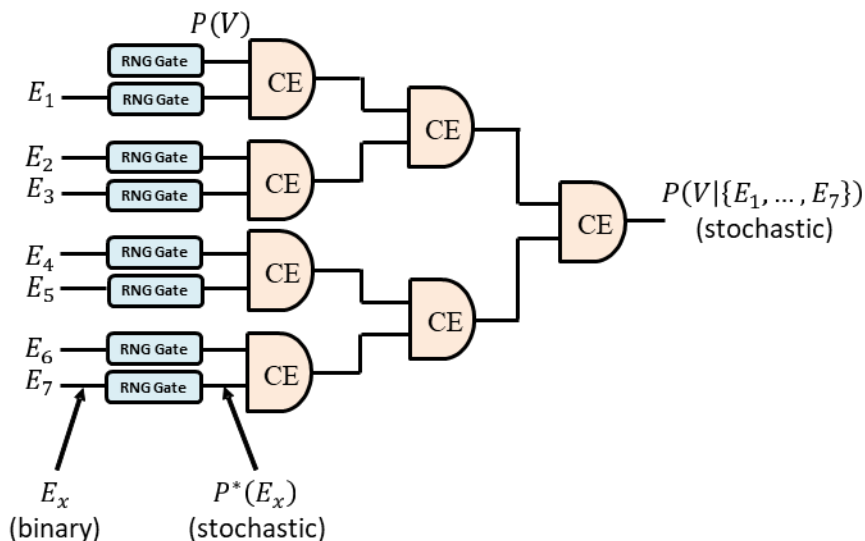 P(V)
RNG Gate
E₁ RNG Gate
CE
E₂ RNG Gate
E₃ RNG Gate
CE
CE
E₄ RNG Gate
E₅ RNG Gate
CE
E₆ RNG Gate
E₇ RNG Gate
CE
CE
CE
P(V|{E₁, … , E₇})
(stochastic)
Eₓ
(binary)
P*(Eₓ)
(stochastic)